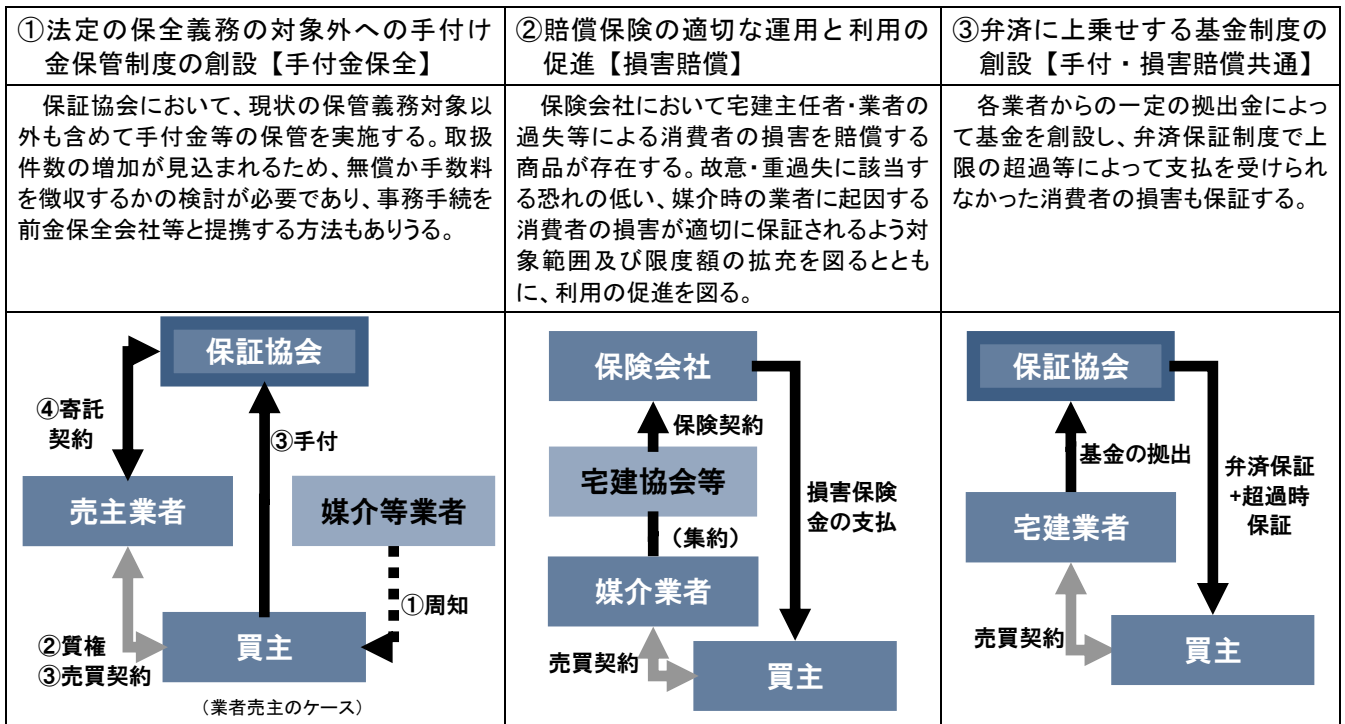 ①法定の保全義務の対象外への手付け
金保管制度の創設【手付金保全】
保証協会において、現状の保管義務対象以
外も含めて手付金等の保管を実施する。取扱
件数の増加が見込まれるため、無償か手数料
を徴収するかの検討が必要であり、事務手続を
前金保全会社等と提携する方法もありうる。
保証協会
④寄託
契約
③手付
売主業者
媒介等業者
①周知
②質権
③売買契約
買主
(業者売主のケース)
②賠償保険の適切な運用と利用の
促進【損害賠償】
保険会社において宅建主任者・業者の
過失等による消費者の損害を賠償する
商品が存在する。故意・重過失に該当す
る恐れの低い、媒介時の業者に起因する
消費者の損害が適切に保証されるよう対
象範囲及び限度額の拡充を図るととも
に、利用の促進を図る。
保険会社
保険契約
宅建協会等
(集約)
損害保険
金の支払
媒介業者
売買契約
買主
③弁済に上乗せする基金制度の
創設【手付・損害賠償共通】
各業者からの一定の拠出金によっ
て基金を創設し、弁済保証制度で上
限の超過等によって支払を受けられ
なかった消費者の損害も保証する。
保証協会
基金の拠出
弁済保証
+超過時
保証
宅建業者
売買契約
買主